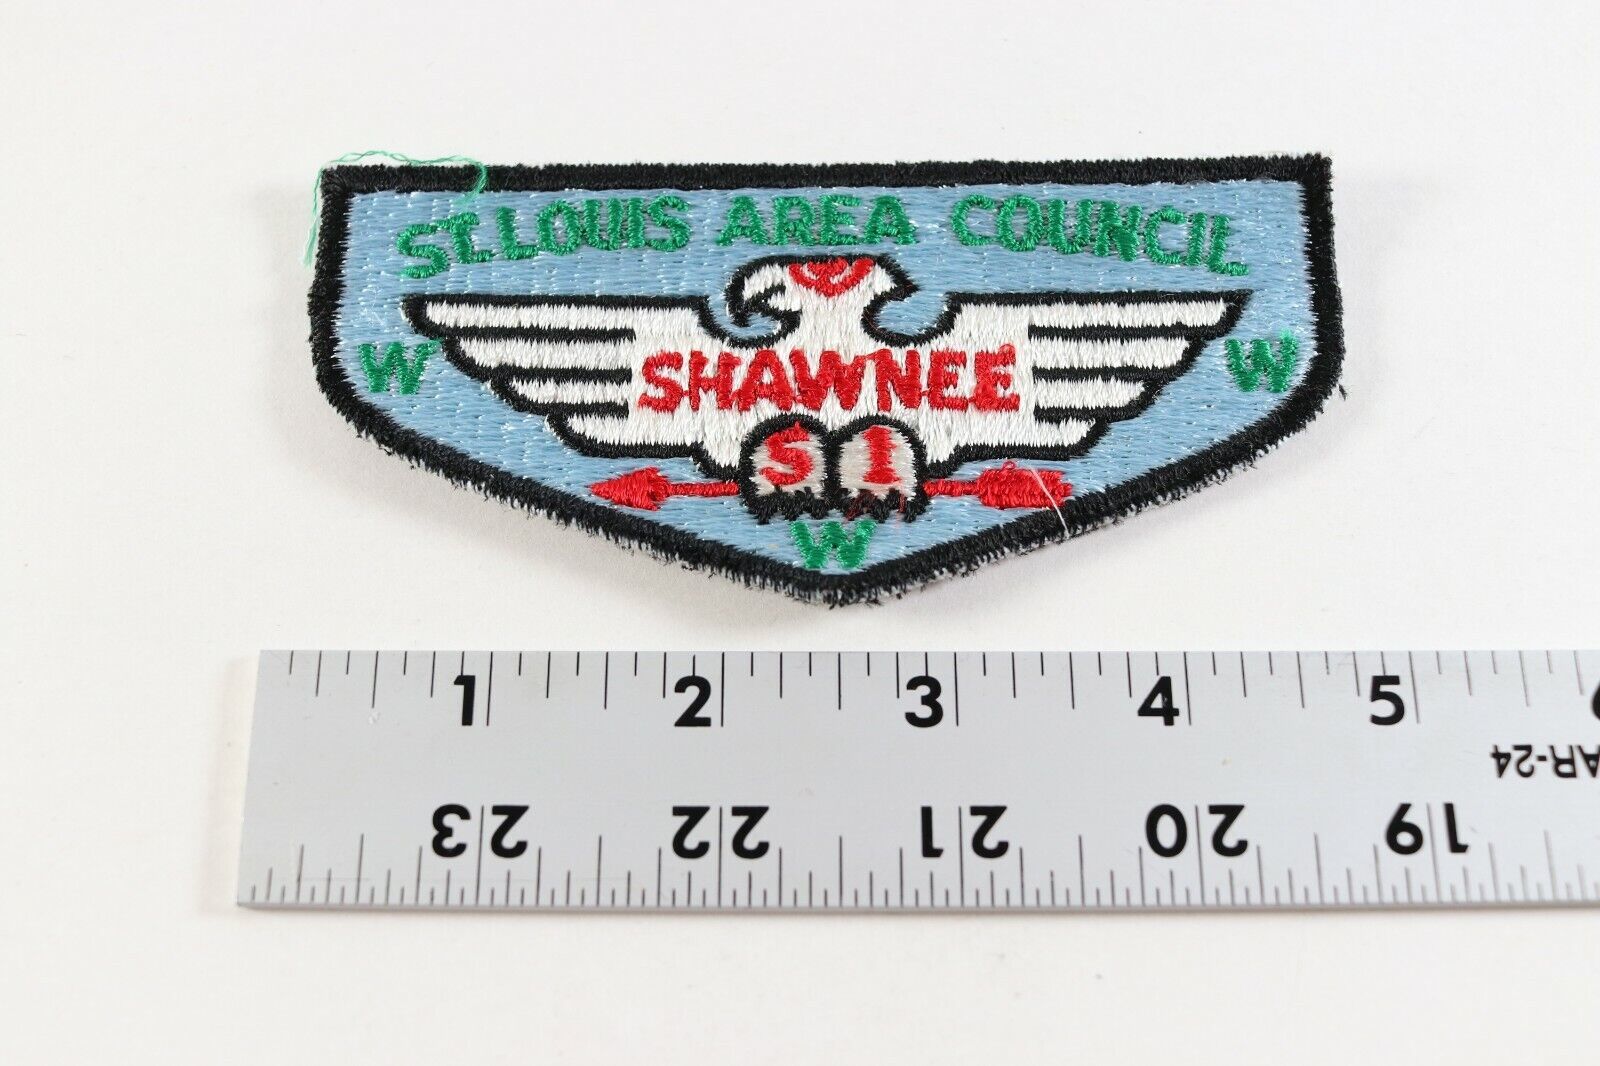 ST. LOUIS AREA COUNCIL
W W
SHAWNEE
51
W
1 2 3 4 5
AR-24
23 22 21 20 19